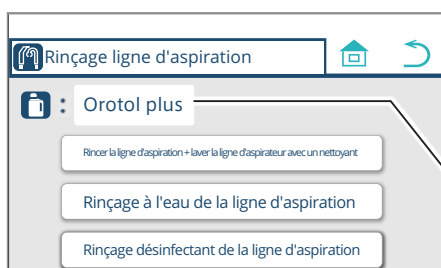 Rinçage ligne d'aspiration
: Orotol plus
Rincer la ligne d'aspiration + laver la ligne d'aspirateur avec un nettoyant
Rinçage à l'eau de la ligne d'aspiration
Rinçage désinfectant de la ligne d'aspiration